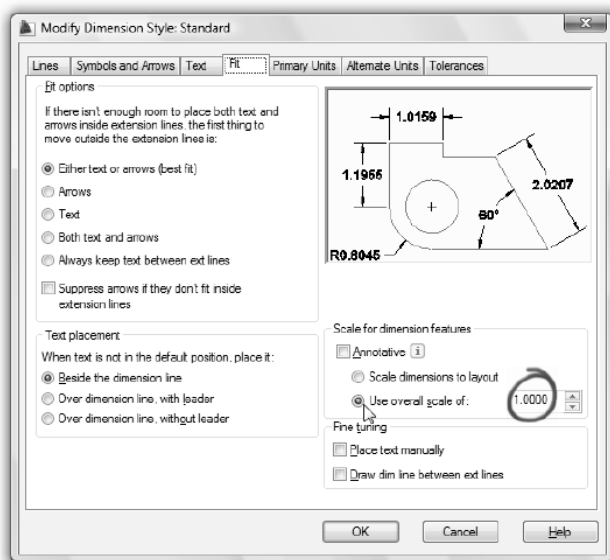 Modify Dimension Style: Standard
x
Lines Symbols and Arrows Text Fit Primary Units Alternate Units Tolerances
Fit options
If there isn't enough room to place both text and
arrows inside extension lines, the first thing to
move outside the extension lines is:
Either text or arrows (best fit)
Arrows
Text
Both text and arrows
Always keep text between ext lines
Suppress arrows if they don't fit inside
extension lines
Text placement
When text is not in the default position, place it:
Beside the dimension line
Over dimension line, with leader
Over dimension line, without leader
1.0159
1.1955
2.0207
60°
R0.8045
Scale for dimension features
Annotative i
Scale dimensions to layout
Use overall scale of: 1.0000
Fine tuning
Place text manually
Draw dim line between ext lines
OK Cancel Help